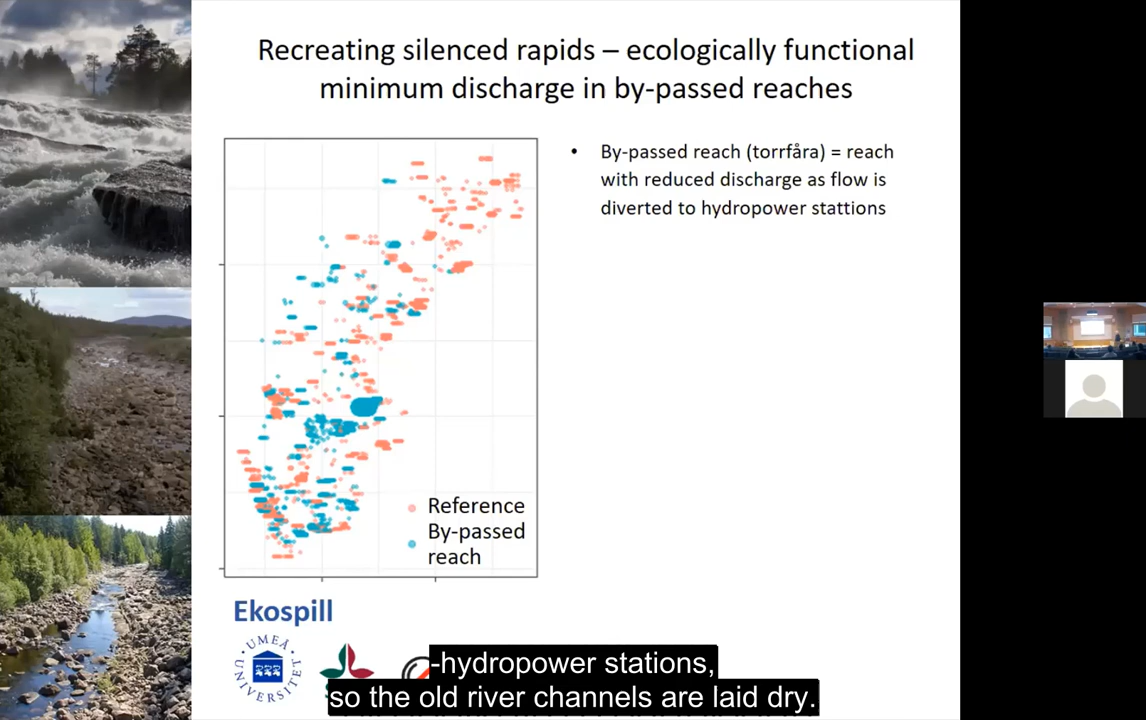 Recreating silenced rapids – ecologically functional
minimum discharge in by-passed reaches
• By-passed reach (torrfåra) = reach
with reduced discharge as flow is
diverted to hydropower stattions
Reference
By-passed
reach
Ekospill
UMEÅ
UNIVERSITET
-hydropower stations,
so the old river channels are laid dry.